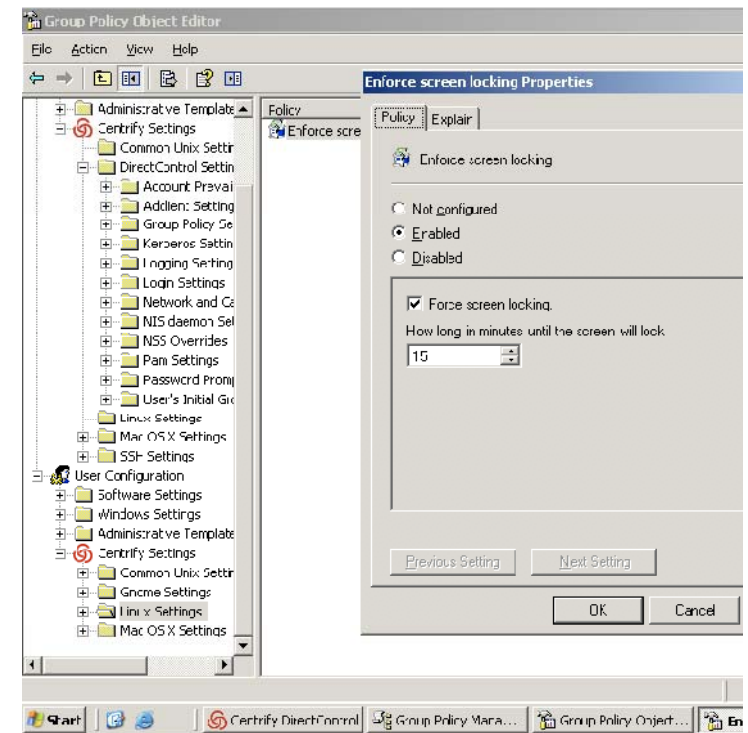 Group Policy Object Editor
File Action View Help
Administrative Template
Centrify Settings
Common Unix Settin
DirectControl Settin
Account Prevai
Addlient Setting
Group Policy Se
Kerberos Settin
Logging Setting
Login Settings
Network and Ca
NIS daemon Set
NSS Overrides
Pam Settings
Password Promp
User's Initial Gro
Linux Settings
Mac OS X Settings
SSH Settings
User Configuration
Software Settings
Windows Settings
Administrative Template
Centrify Settings
Common Unix Settin
Gnome Settings
Linux Settings
Mac OS X Settings
Policy
Enforce scre
Enforce screen locking Properties
Policy Explain
Enforce screen locking
Not configured
Enabled
Disabled
Force screen locking.
How long in minutes until the screen will lock
15
Previous Setting Next Setting
OK Cancel
Start Centrify DirectControl Group Policy Mana... Group Policy Object... En